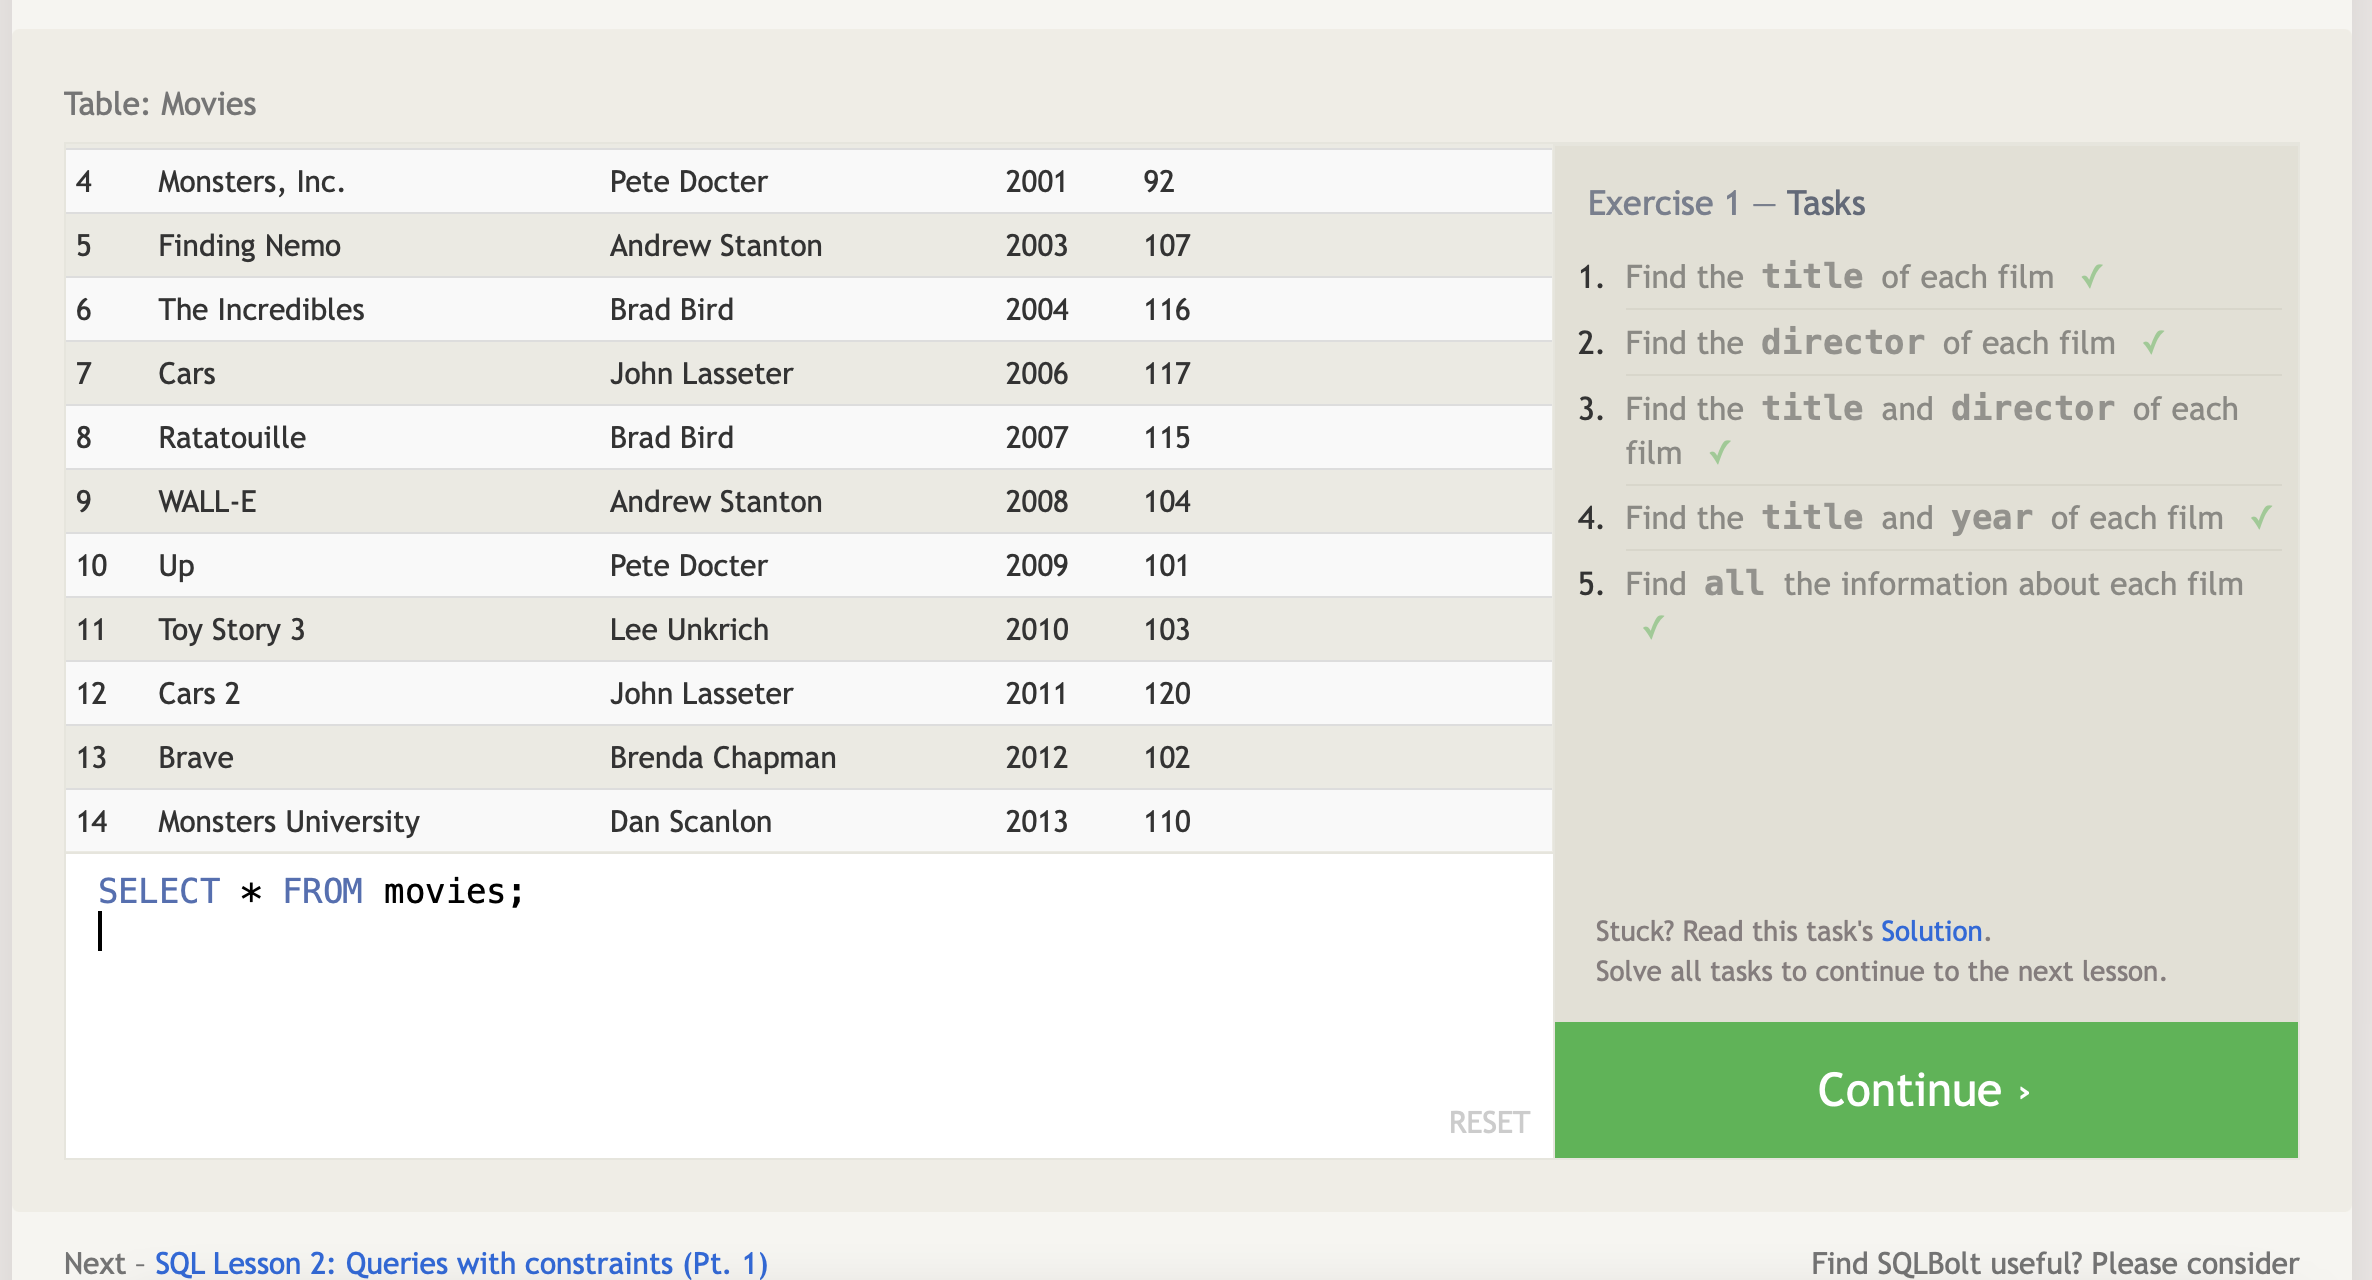 Table: Movies
4 Monsters, Inc. Pete Docter 2001 92
5 Finding Nemo Andrew Stanton 2003 107
6 The Incredibles Brad Bird 2004 116
7 Cars John Lasseter 2006 117
8 Ratatouille Brad Bird 2007 115
9 WALL-E Andrew Stanton 2008 104
10 Up Pete Docter 2009 101
11 Toy Story 3 Lee Unkrich 2010 103
12 Cars 2 John Lasseter 2011 120
13 Brave Brenda Chapman 2012 102
14 Monsters University Dan Scanlon 2013 110
SELECT * FROM movies;
RESET
Exercise 1 — Tasks
1. Find the title of each film ✓
2. Find the director of each film ✓
3. Find the title and director of each
film ✓
4. Find the title and year of each film ✓
5. Find all the information about each film
✓
Stuck? Read this task's Solution.
Solve all tasks to continue to the next lesson.
Continue ›
Next – SQL Lesson 2: Queries with constraints (Pt. 1)
Find SQLBolt useful? Please consider